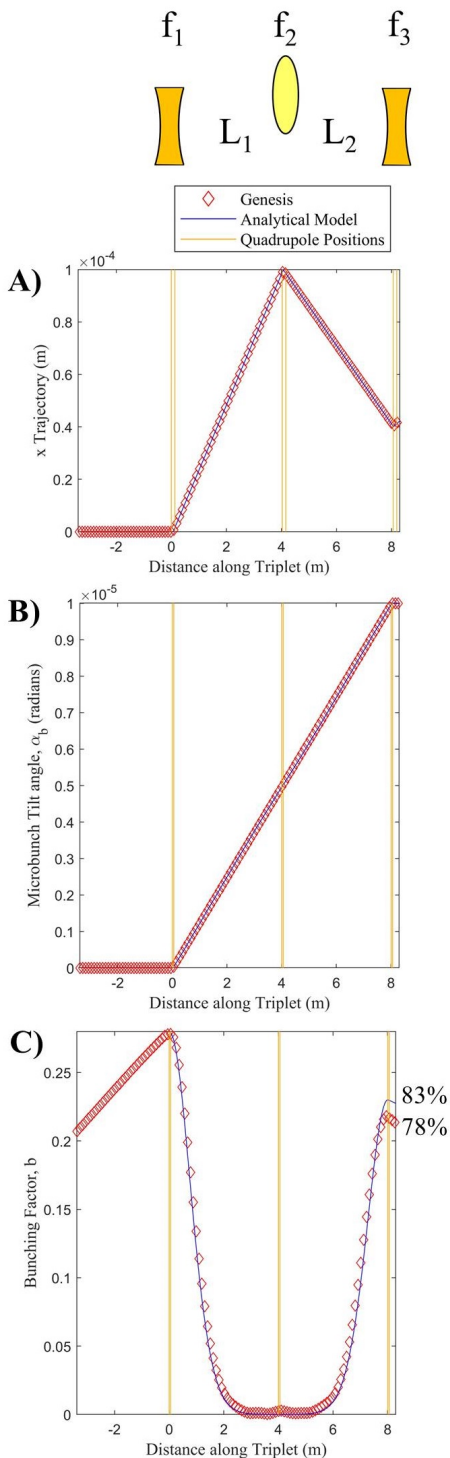 f1 f2 f3
L1 L2
Genesis
Analytical Model
Quadrupole Positions
A)
×10^-4
1
0.8
0.6
0.4
0.2
0
x Trajectory (m)
-2 0 2 4 6 8
Distance along Triplet (m)
B)
×10^-5
1
0.9
0.8
0.7
0.6
0.5
0.4
0.3
0.2
0.1
0
Microbunch Tilt angle, α_b (radians)
-2 0 2 4 6 8
Distance along Triplet (m)
C)
0.25
0.2
0.15
0.1
0.05
0
Bunching Factor, b
83%
78%
-2 0 2 4 6 8
Distance along Triplet (m)